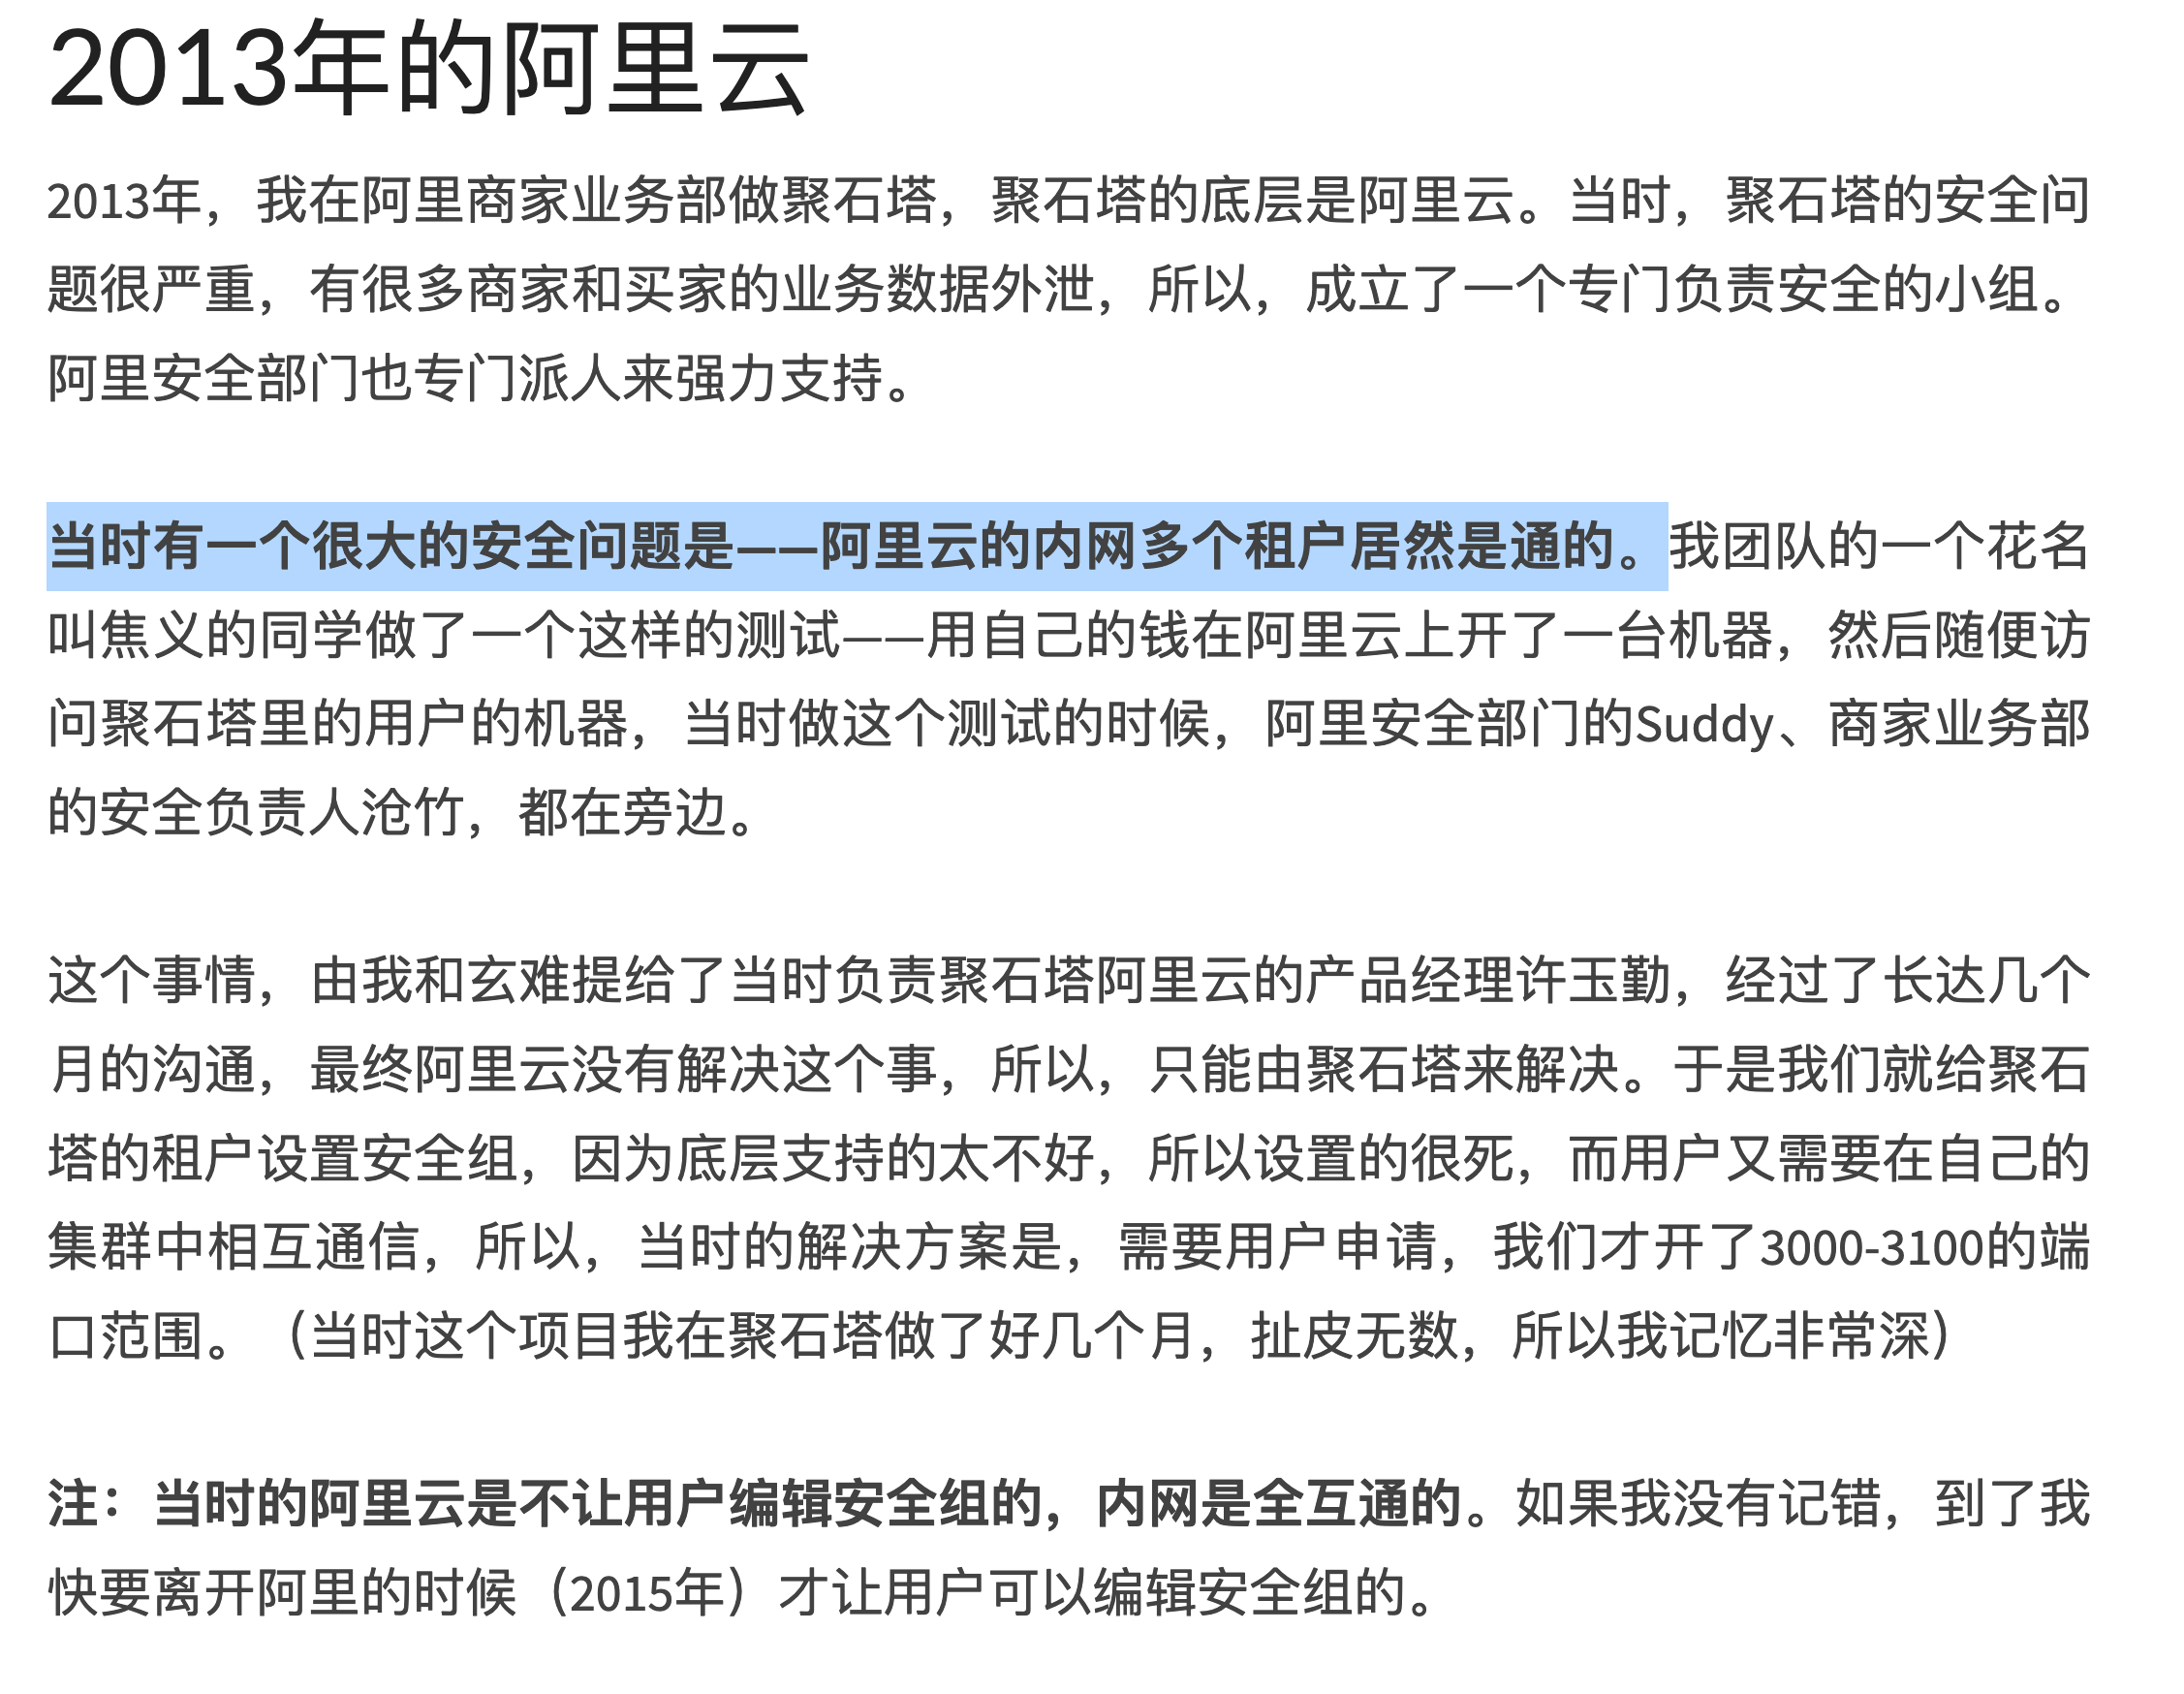 2013年的阿里云
2013年，我在阿里商家业务部做聚石塔，聚石塔的底层是阿里云。当时，聚石塔的安全问
题很严重，有很多商家和买家的业务数据外泄，所以，成立了一个专门负责安全的小组。
阿里安全部门也专门派人来强力支持。
当时有一个很大的安全问题是——阿里云的内网多个租户居然是通的。我团队的一个花名
叫焦义的同学做了一个这样的测试——用自己的钱在阿里云上开了一台机器，然后随便访
问聚石塔里的用户的机器，当时做这个测试的时候，阿里安全部门的Suddy、商家业务部
的安全负责人沧竹，都在旁边。
这个事情，由我和玄难提给了当时负责聚石塔阿里云的产品经理许玉勤，经过了长达几个
月的沟通，最终阿里云没有解决这个事，所以，只能由聚石塔来解决。于是我们就给聚石
塔的租户设置安全组，因为底层支持的太不好，所以设置的很死，而用户又需要在自己的
集群中相互通信，所以，当时的解决方案是，需要用户申请，我们才开了3000-3100的端
口范围。（当时这个项目我在聚石塔做了好几个月，扯皮无数，所以我记忆非常深）
注：当时的阿里云是不让用户编辑安全组的，内网是全互通的。如果我没有记错，到了我
快要离开阿里的时候（2015年）才让用户可以编辑安全组的。